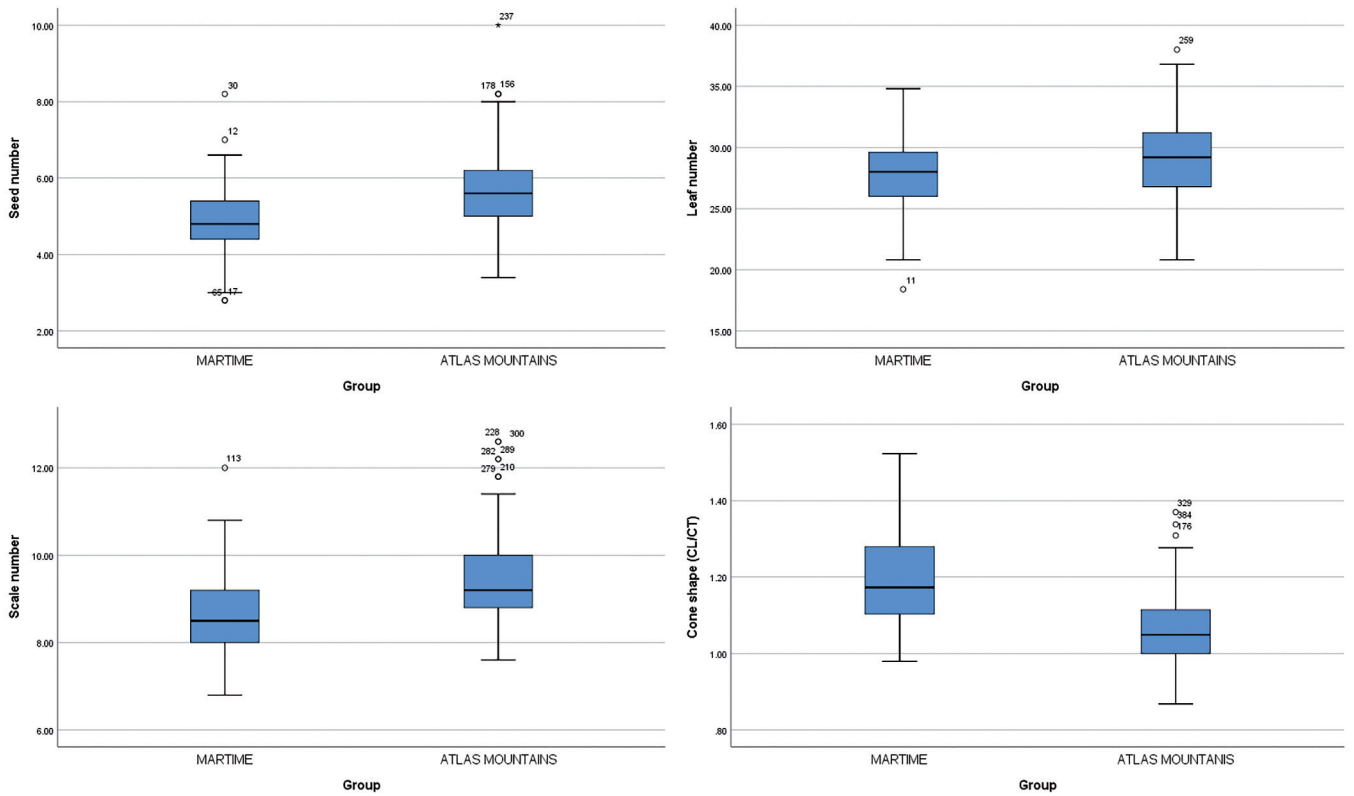 10.00
8.00
6.00
4.00
2.00
Seed number
30
12
65 17
237
178 156
MARTIME
ATLAS MOUNTAINS
Group
40.00
35.00
30.00
25.00
20.00
15.00
Leaf number
11
259
MARTIME
ATLAS MOUNTAINS
Group
12.00
10.00
8.00
6.00
Scale number
113
228 300
282 289
279 210
MARTIME
ATLAS MOUNTAINS
Group
1.60
1.40
1.20
1.00
.80
Cone shape (CL/CT)
329
384
176
MARTIME
ATLAS MOUNTANIS
Group